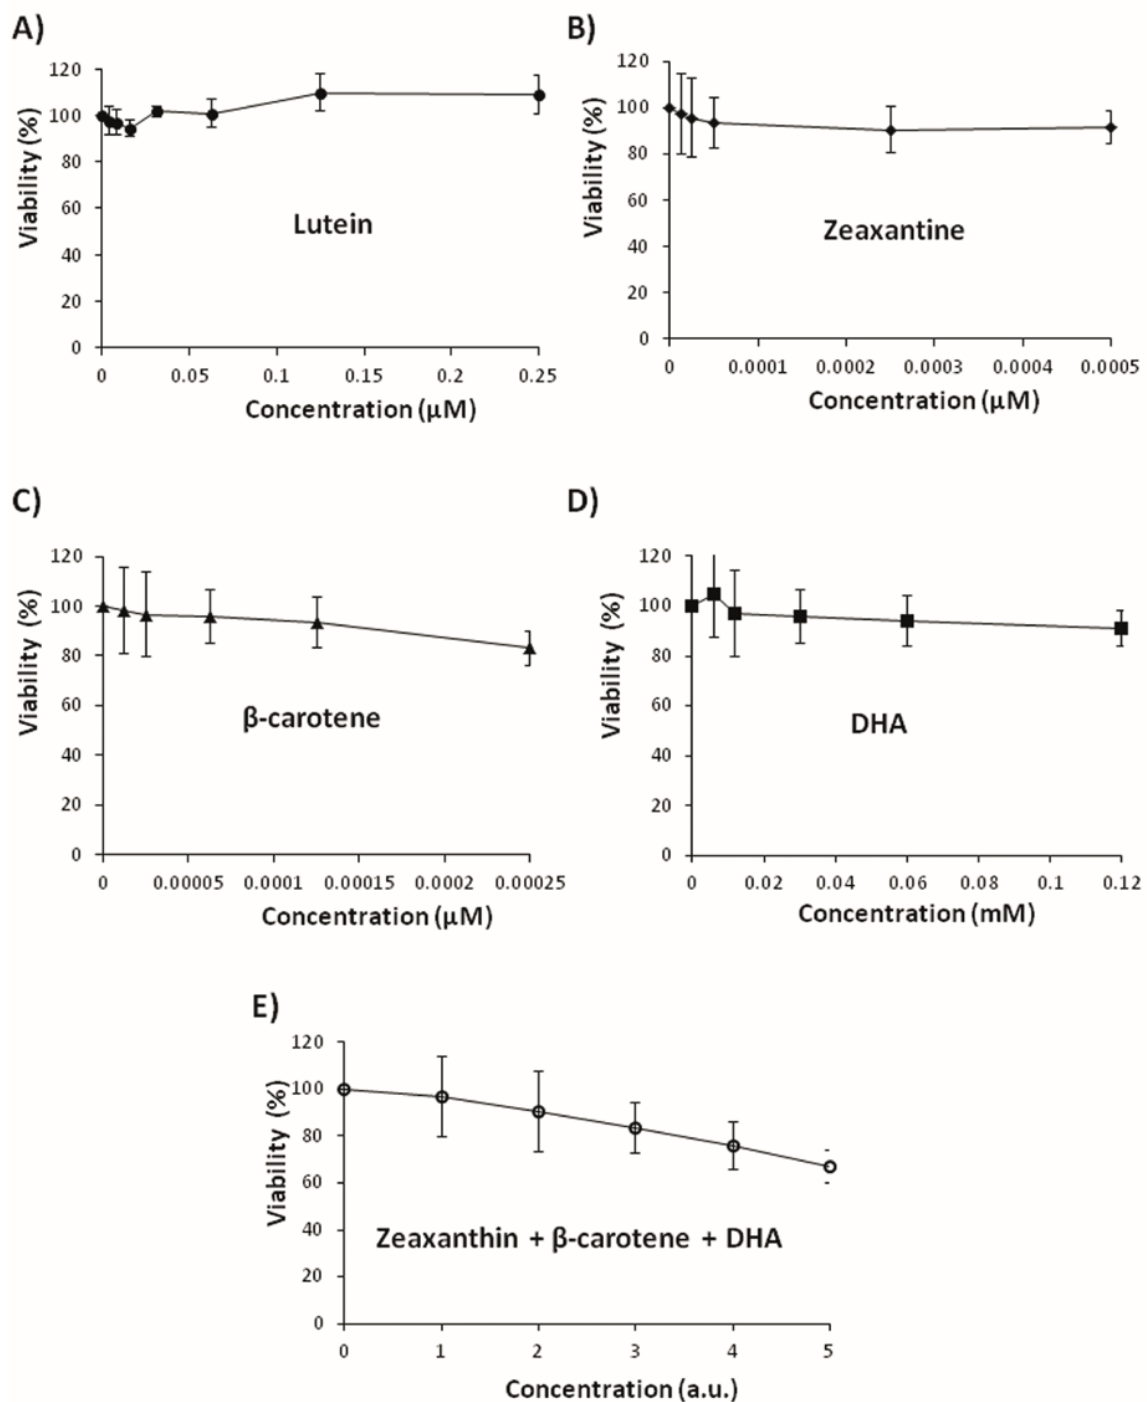 A)
120
100
80
60
40
20
0
Viability (%)
Lutein
0 0.05 0.1 0.15 0.2 0.25
Concentration (μM)
B)
120
100
80
60
40
20
0
Viability (%)
Zeaxantine
0 0.0001 0.0002 0.0003 0.0004 0.0005
Concentration (μM)
C)
120
100
80
60
40
20
0
Viability (%)
β-carotene
0 0.00005 0.0001 0.00015 0.0002 0.00025
Concentration (μM)
D)
120
100
80
60
40
20
0
Viability (%)
DHA
0 0.02 0.04 0.06 0.08 0.1 0.12
Concentration (mM)
E)
120
100
80
60
40
20
0
Viability (%)
Zeaxanthin + β-carotene + DHA
0 1 2 3 4 5
Concentration (a.u.)